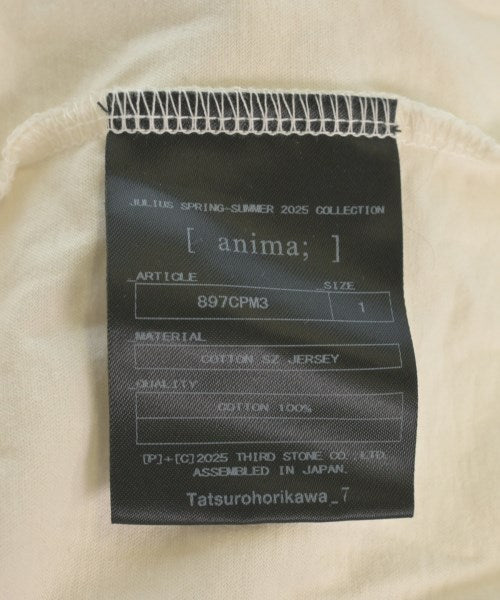 JULIUS SPRING-SUMMER 2025 COLLECTION
[ anima; ]
_ARTICLE _SIZE
897CPM3 1
_MATERIAL
COTTON SZ JERSEY
_QUALITY
COTTON 100%
[P]+[C]2025 THIRD STONE CO.,LTD.
ASSEMBLED IN JAPAN.
Tatsurohorikawa_7